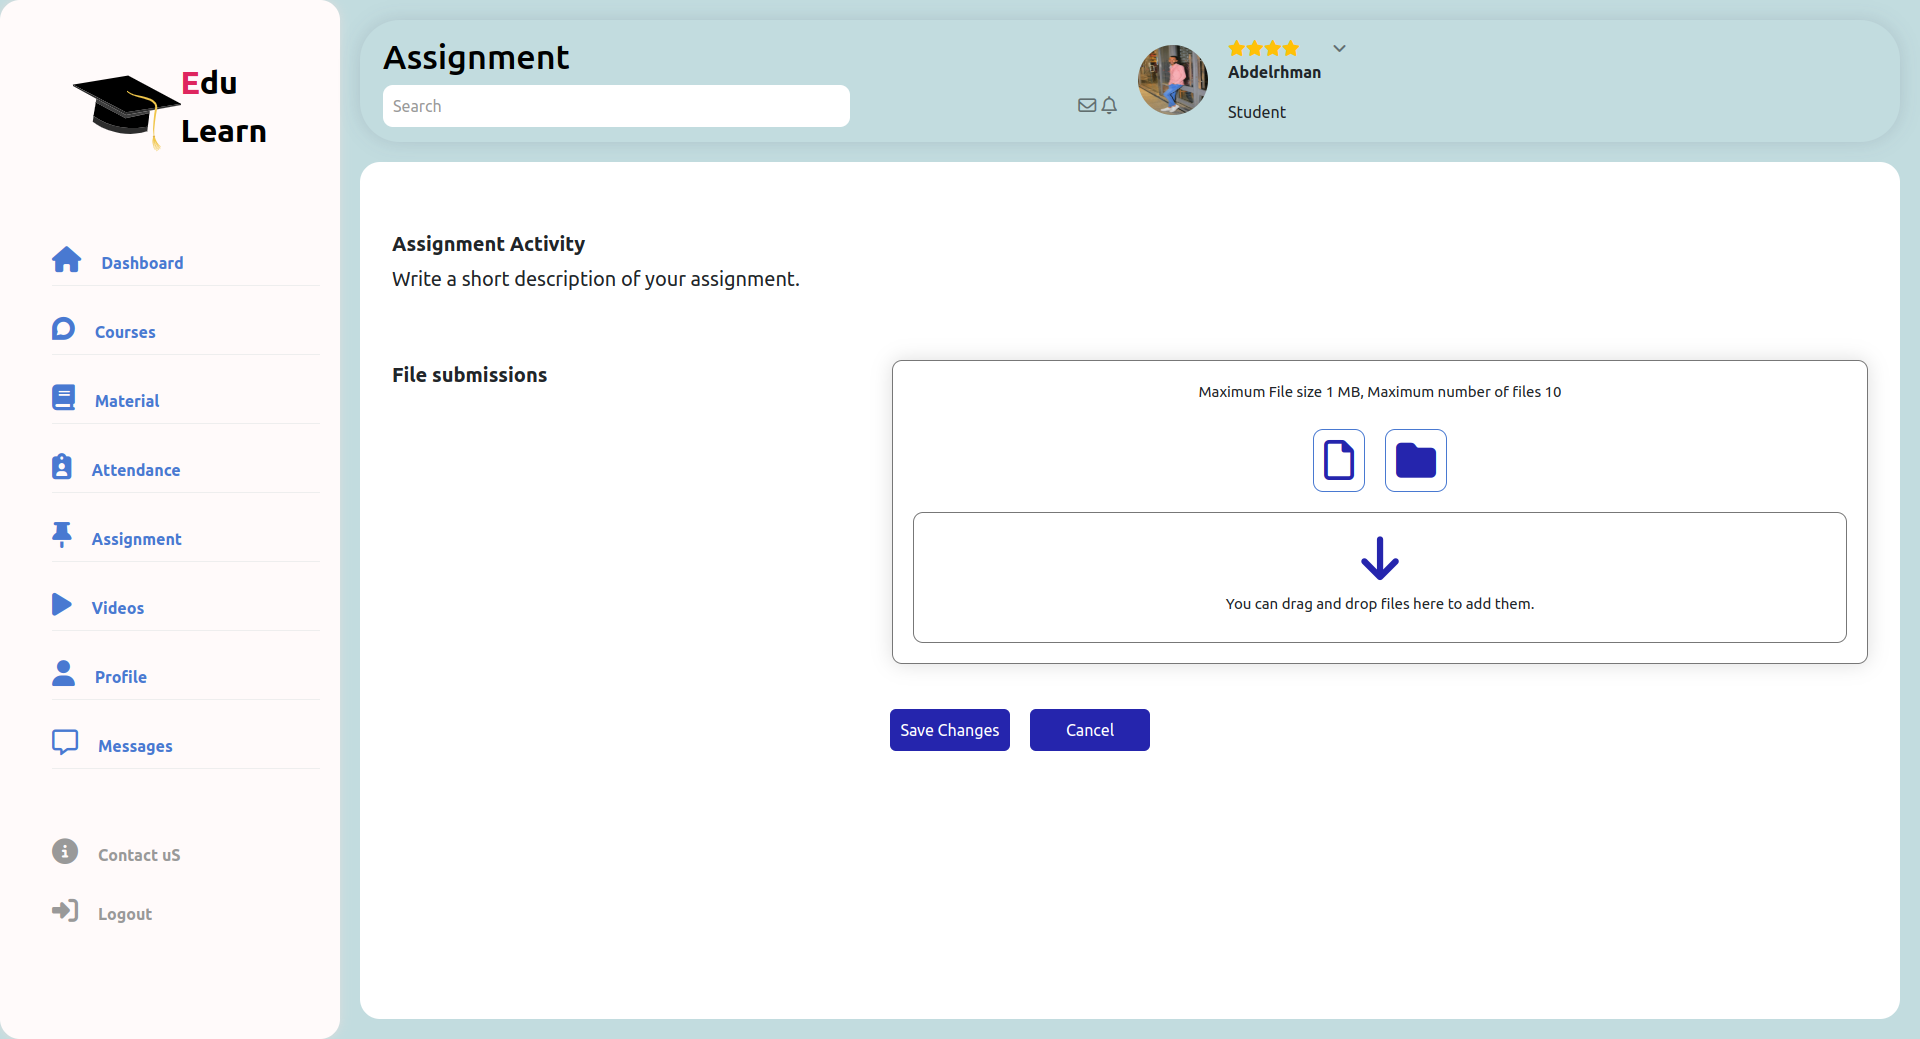 Edu
Learn
Dashboard
Courses
Material
Attendance
Assignment
Videos
Profile
Messages
Contact uS
Logout
Assignment
Search
Abdelrhman
Student
Assignment Activity
Write a short description of your assignment.
File submissions
Maximum File size 1 MB, Maximum number of files 10
You can drag and drop files here to add them.
Save Changes
Cancel